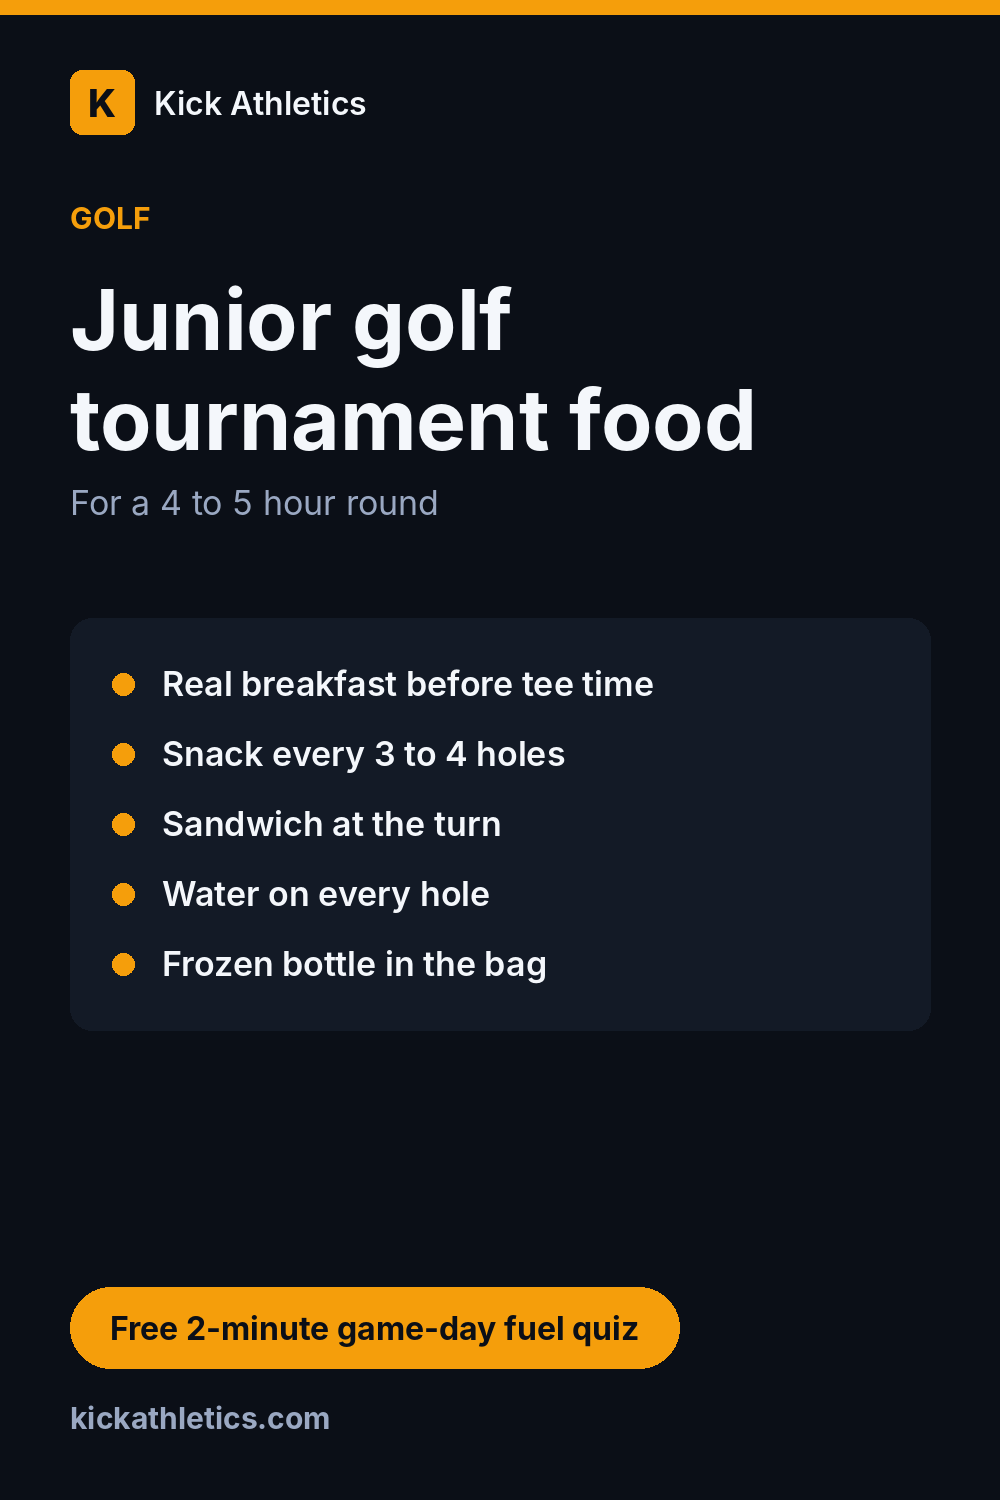 K
Kick Athletics
GOLF
Junior golf
tournament food
For a 4 to 5 hour round
Real breakfast before tee time
Snack every 3 to 4 holes
Sandwich at the turn
Water on every hole
Frozen bottle in the bag
Free 2-minute game-day fuel quiz
kickathletics.com